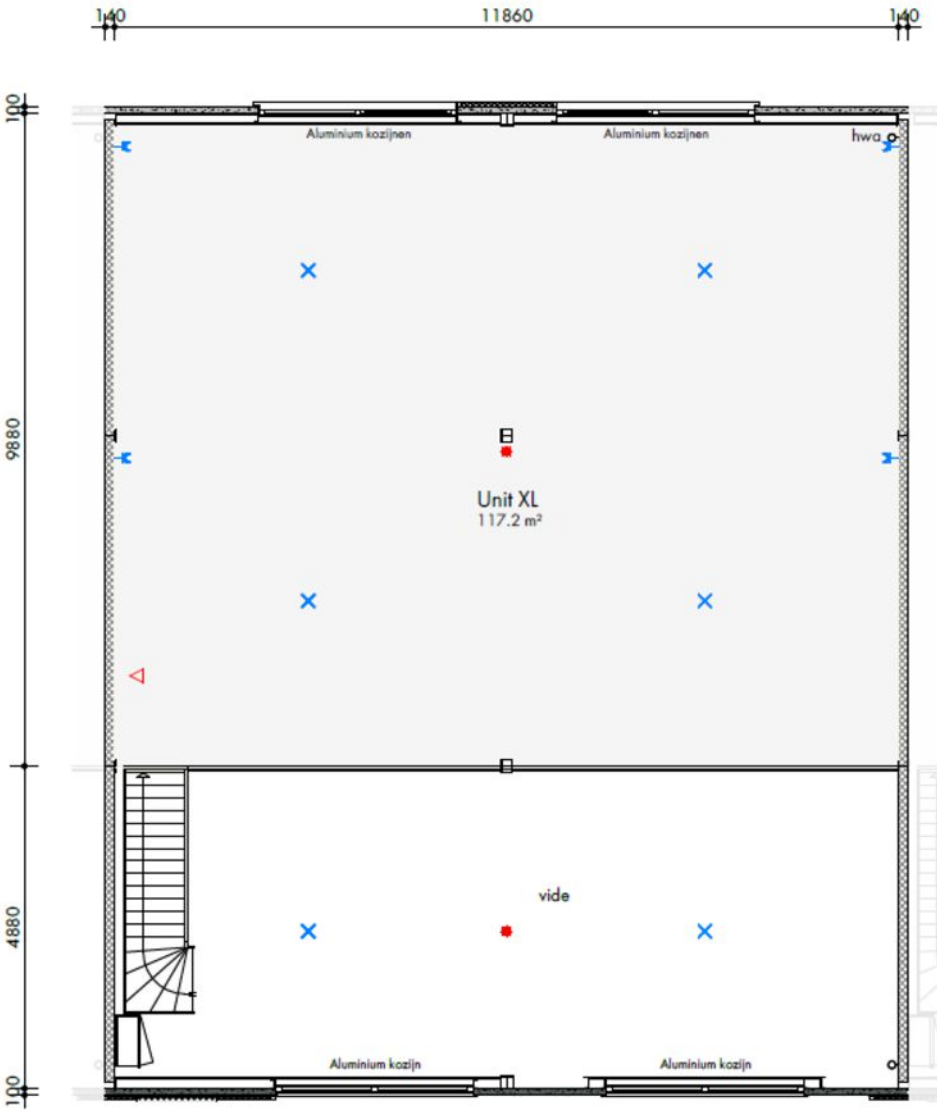 140 11860 140
100
Aluminium kozijnen Aluminium kozijnen hwa
9880
Unit XL
117.2 m²
vide
4880
Aluminium kozijn Aluminium kozijn
100